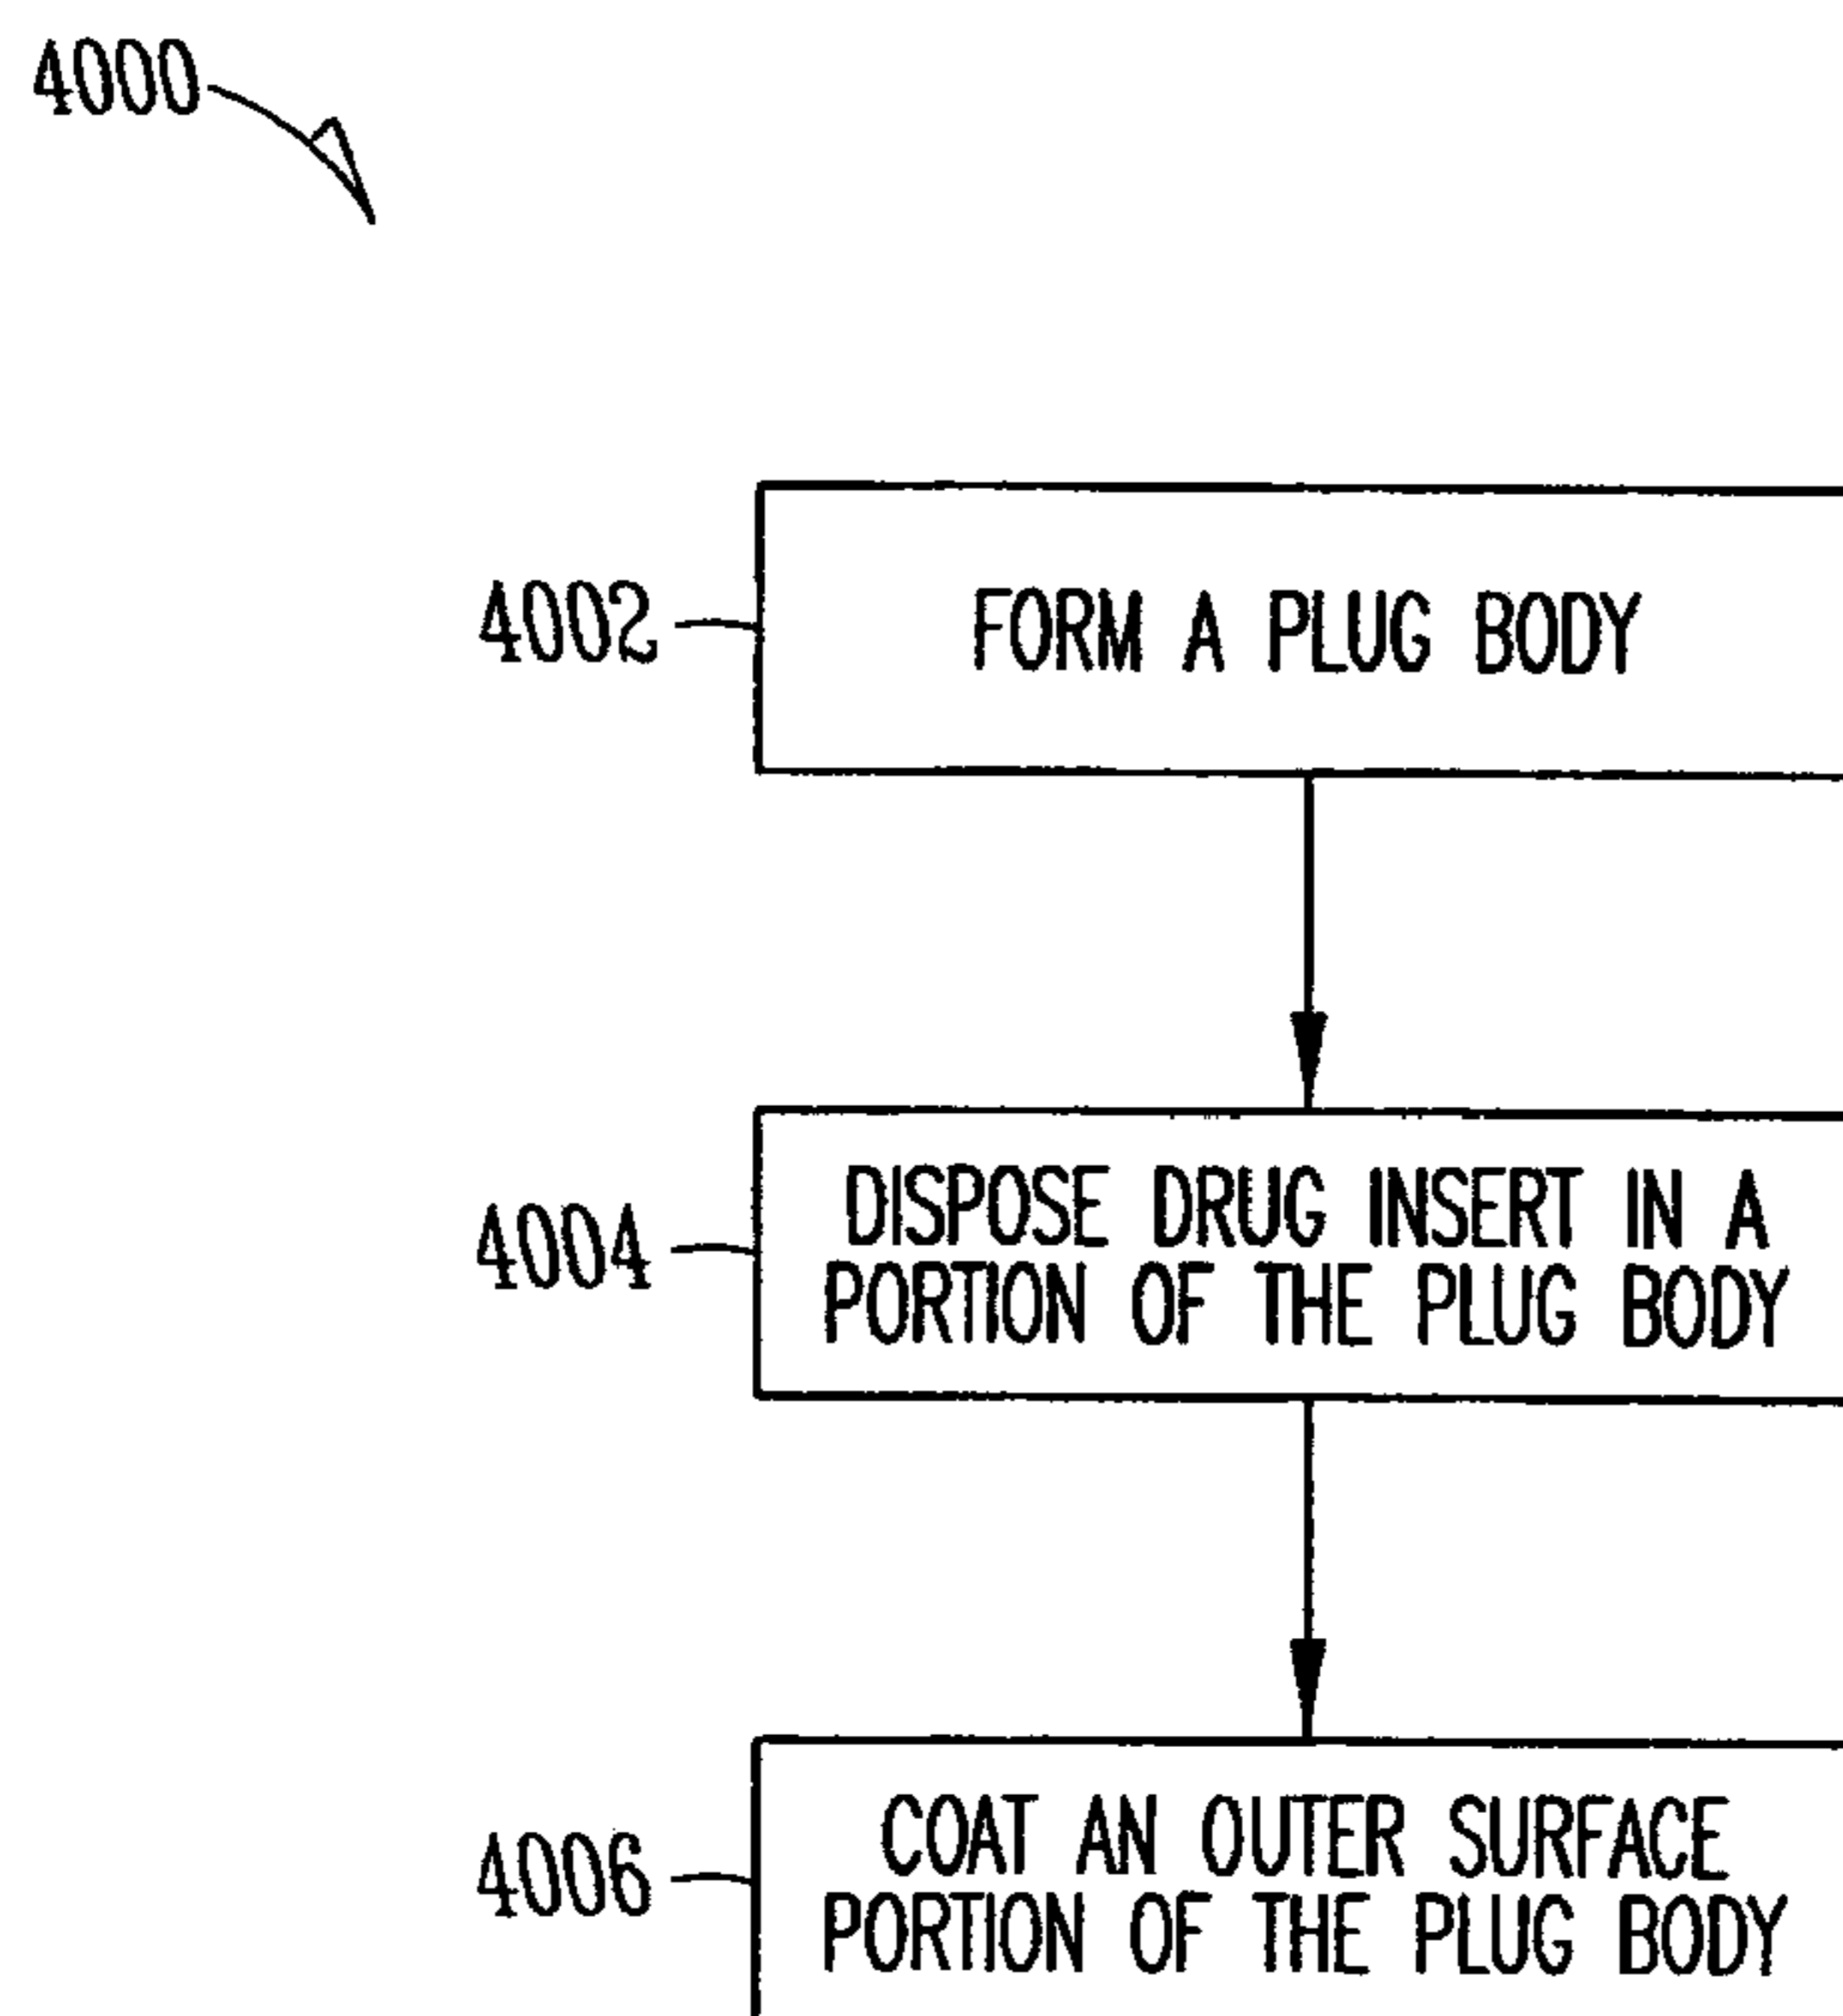 4000
4002
FORM A PLUG BODY
4004
DISPOSE DRUG INSERT IN A
PORTION OF THE PLUG BODY
4006
COAT AN OUTER SURFACE
PORTION OF THE PLUG BODY